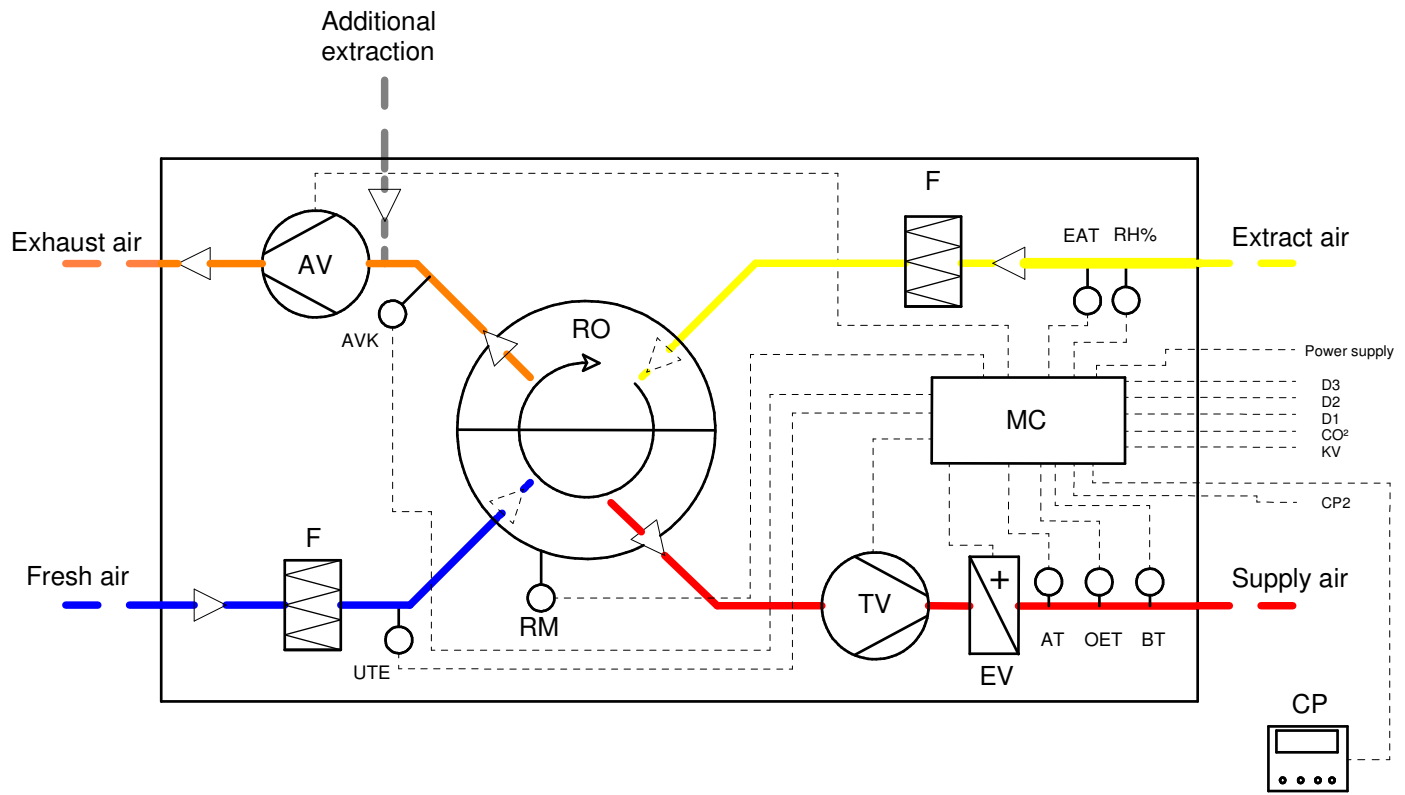 Additional
extraction
Exhaust air
AV
AVK
RO
F
EAT
RH%
Extract air
Power supply
D3
D2
D1
CO²
KV
CP2
MC
Fresh air
F
UTE
RM
TV
EV
+
AT
OET
BT
Supply air
CP